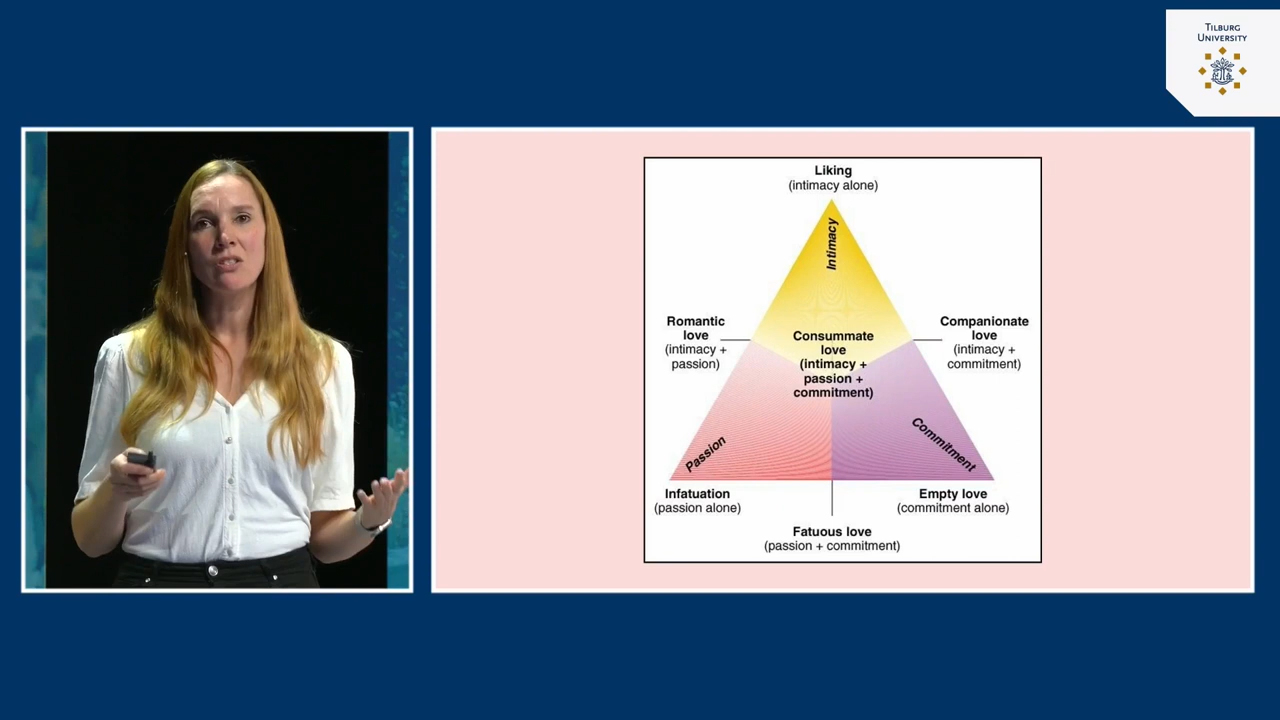 TILBURG
UNIVERSITY
Liking
(intimacy alone)
Intimacy
Romantic
love
(intimacy +
passion)
Consummate
love
(intimacy +
passion +
commitment)
Companionate
love
(intimacy +
commitment)
Passion
Commitment
Infatuation
(passion alone)
Empty love
(commitment alone)
Fatuous love
(passion + commitment)